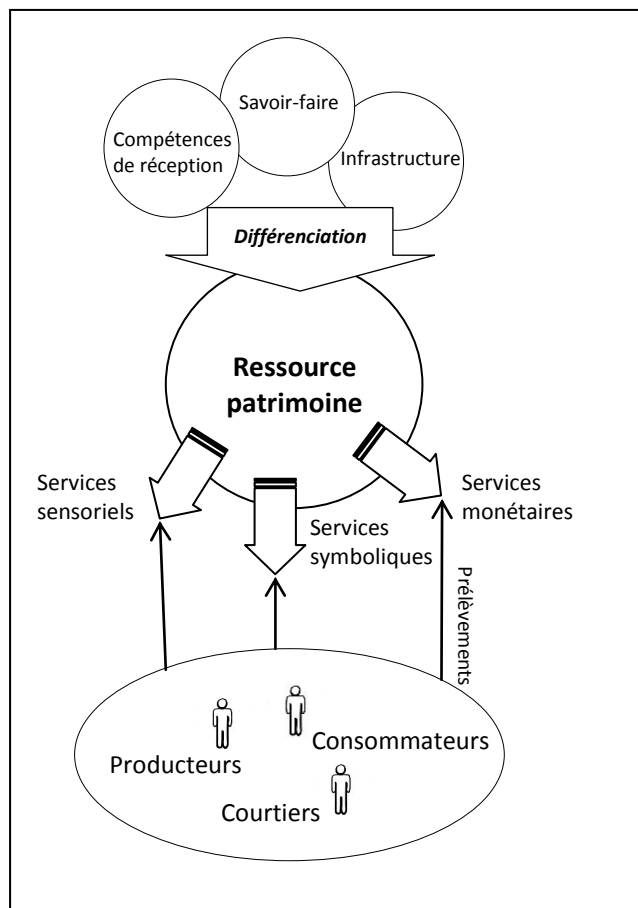 Savoir-faire
Compétences
de réception
Infrastructure
Différenciation
Ressource
patrimoine
Services
sensoriels
Services
symboliques
Services
monétaires
Prélèvements
Consommateurs
Producteurs
Courtiers